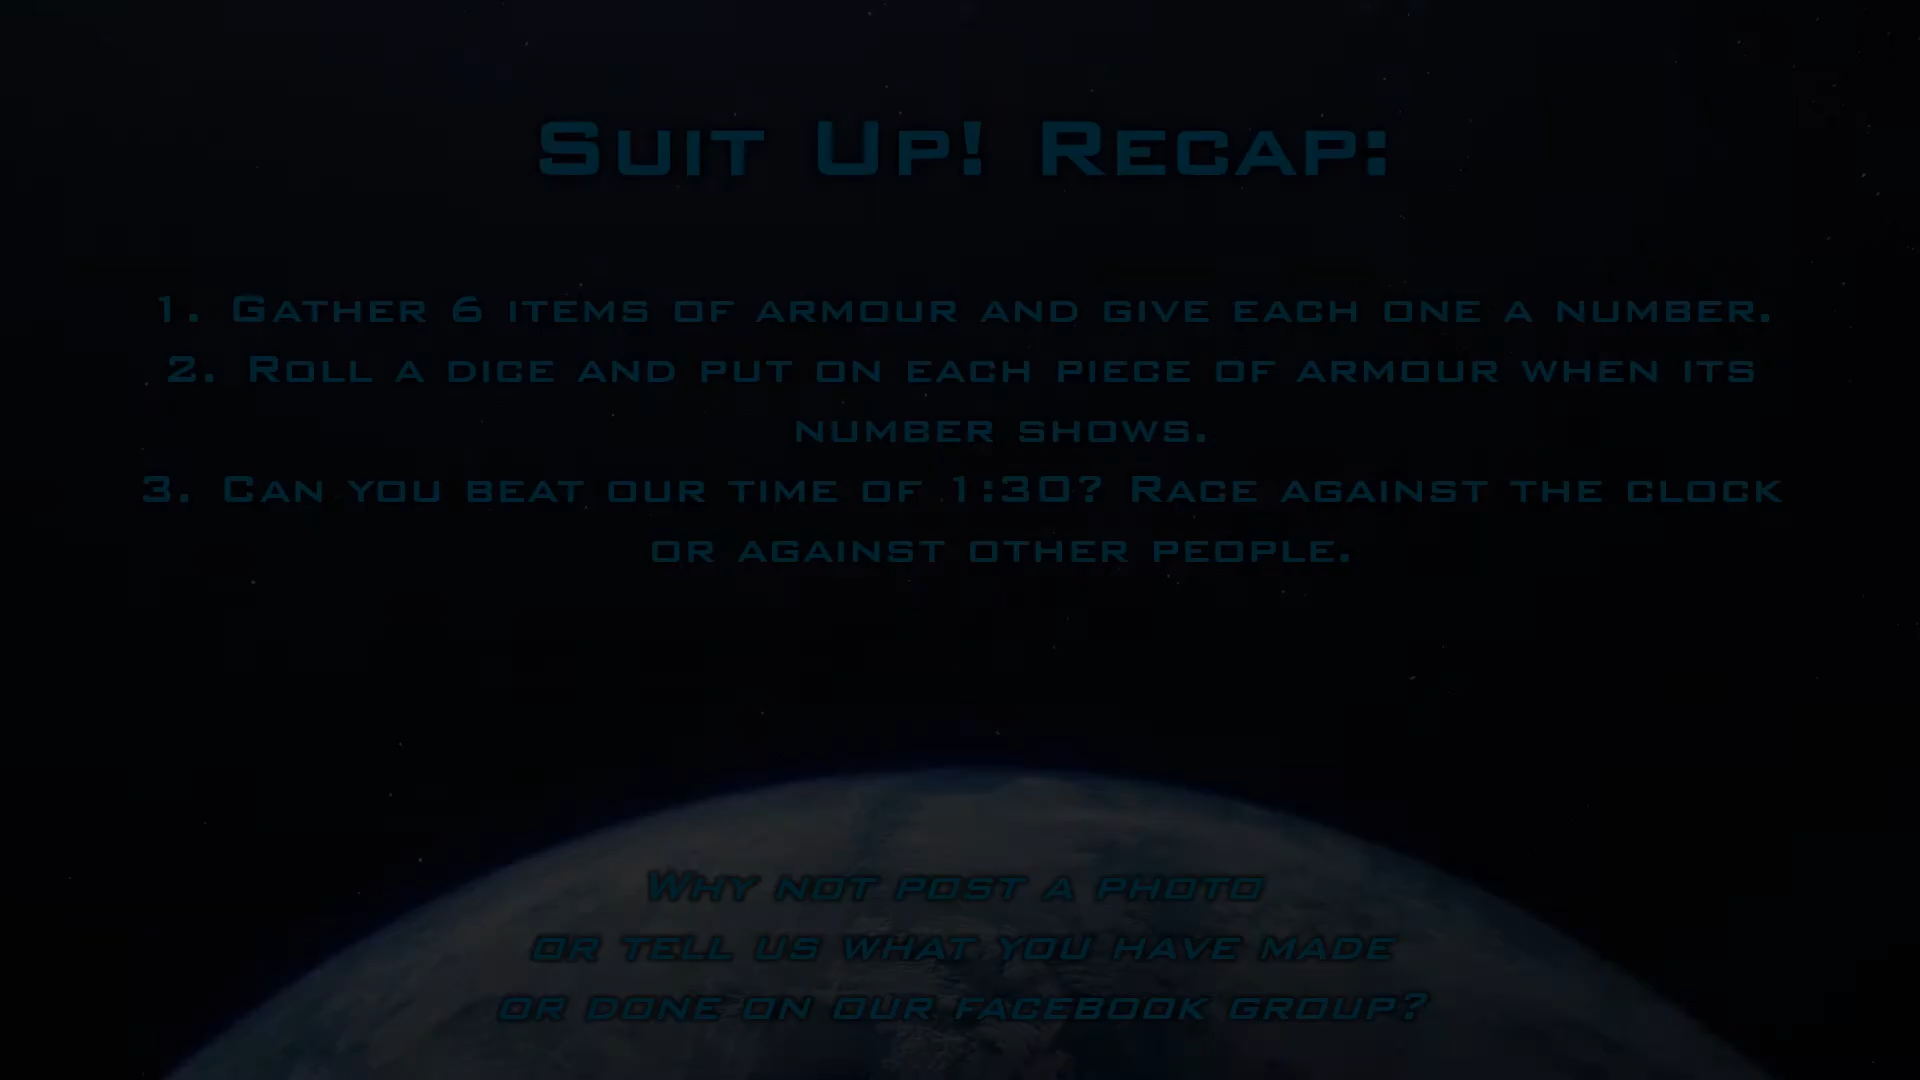 Suit Up! Recap:
1. Gather 6 items of armour and give each one a number.
2. Roll a dice and put on each piece of armour when its
number shows.
3. Can you beat our time of 1:30? Race against the clock
or against other people.
Why not post a photo
or tell us what you have made
or done on our facebook group?